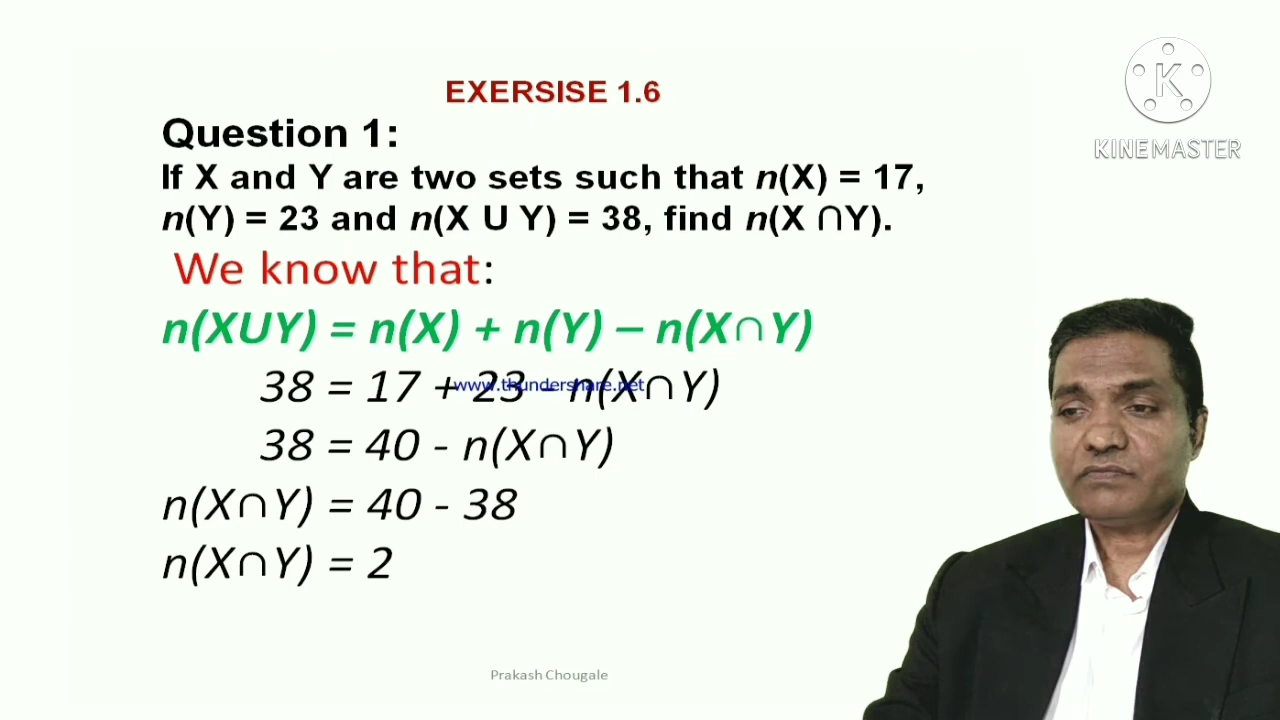 EXERSISE 1.6
KINEMASTER
Question 1:
If X and Y are two sets such that n(X) = 17,
n(Y) = 23 and n(X U Y) = 38, find n(X ∩Y).
We know that:
n(XUY) = n(X) + n(Y) – n(X∩Y)
38 = 17 + 23 - n(X∩Y)
www.thundershare.net
38 = 40 - n(X∩Y)
n(X∩Y) = 40 - 38
n(X∩Y) = 2
Prakash Chougale